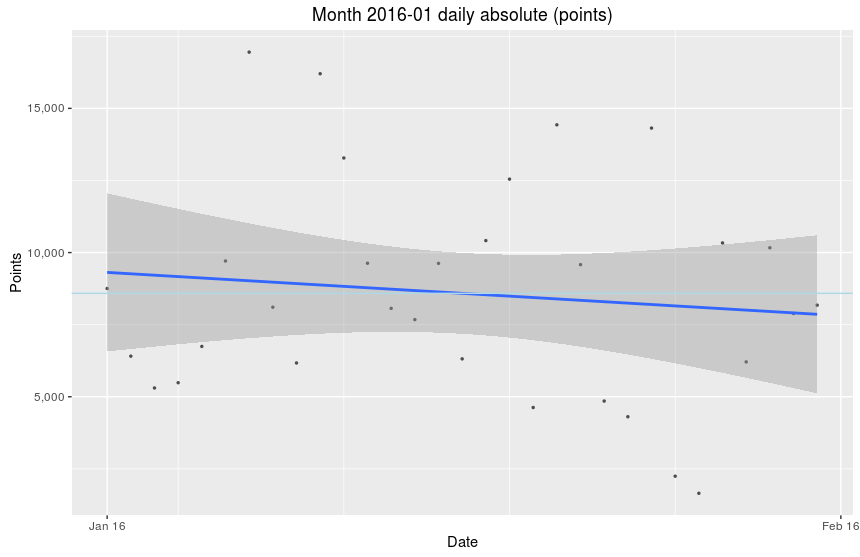 Month 2016-01 daily absolute (points)
Points
15,000
10,000
5,000
Jan 16
Feb 16
Date